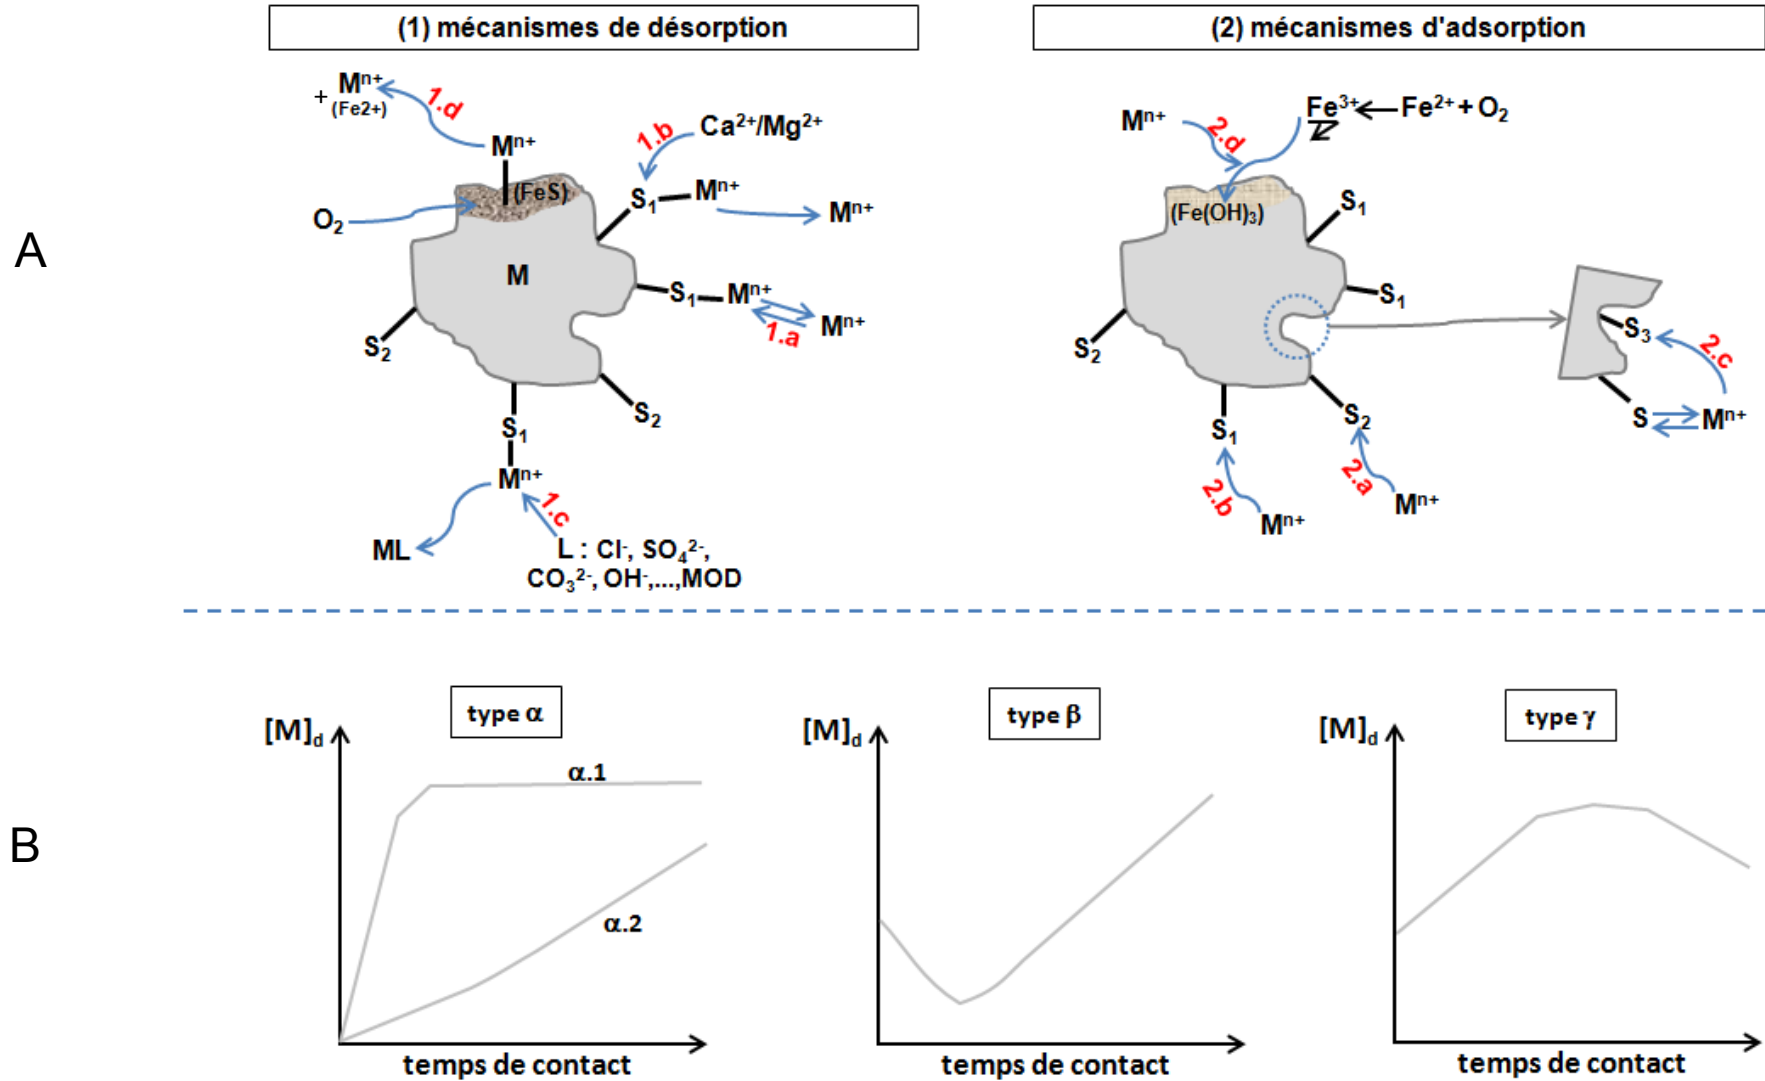 (1) mécanismes de désorption
(2) mécanismes d'adsorption
A
+ Mⁿ⁺
(Fe2+)
1.d
Mⁿ⁺
(FeS)
O₂
M
1.b
Ca²⁺/Mg²⁺
S₁
Mⁿ⁺
Mⁿ⁺
S₁
Mⁿ⁺
1.a
Mⁿ⁺
S₂
S₂
S₁
Mⁿ⁺
1.c
ML
L : Cl⁻, SO₄²⁻,
CO₃²⁻, OH⁻,...,MOD
Mⁿ⁺
2.d
Fe³⁺
Fe²⁺ + O₂
(Fe(OH)₃)
S₁
S₁
S₂
S₁
S₂
2.b
Mⁿ⁺
2.a
Mⁿ⁺
S₃
2.c
S
Mⁿ⁺
B
type α
[M]d
α.1
α.2
temps de contact
type β
[M]d
temps de contact
type γ
[M]d
temps de contact